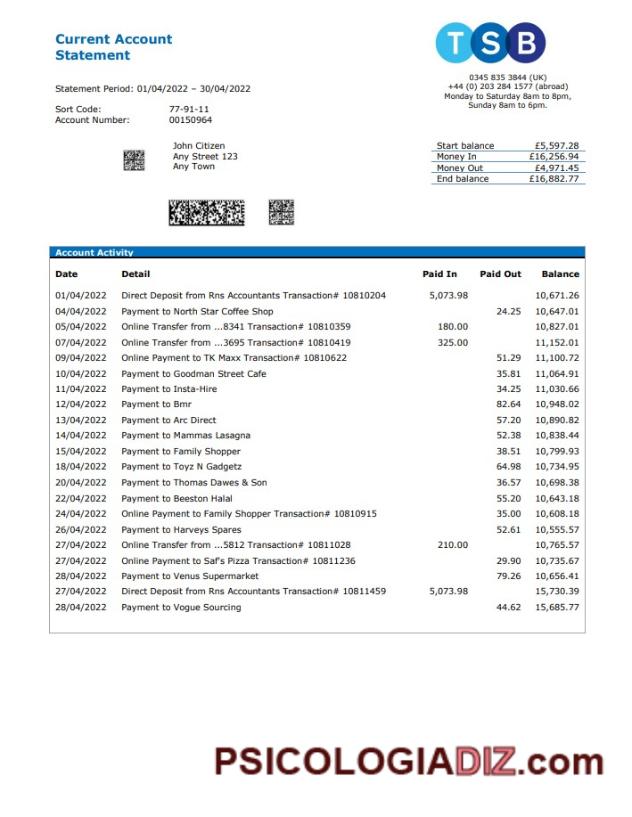 Current Account
Statement
TSB
0345 835 3844 (UK)
+44 (0) 203 284 1577 (abroad)
Monday to Saturday 8am to 8pm,
Sunday 8am to 6pm.
Statement Period: 01/04/2022 – 30/04/2022
Sort Code: 77-91-11
Account Number: 00150964
John Citizen
Any Street 123
Any Town
Start balance £5,597.28
Money In £16,256.94
Money Out £4,971.45
End balance £16,882.77
Account Activity
Date Detail Paid In Paid Out Balance
01/04/2022 Direct Deposit from Rns Accountants Transaction# 10810204 5,073.98 10,671.26
04/04/2022 Payment to North Star Coffee Shop 24.25 10,647.01
05/04/2022 Online Transfer from ...8341 Transaction# 10810359 180.00 10,827.01
07/04/2022 Online Transfer from ...3695 Transaction# 10810419 325.00 11,152.01
09/04/2022 Online Payment to TK Maxx Transaction# 10810622 51.29 11,100.72
10/04/2022 Payment to Goodman Street Cafe 35.81 11,064.91
11/04/2022 Payment to Insta-Hire 34.25 11,030.66
12/04/2022 Payment to Bmr 82.64 10,948.02
13/04/2022 Payment to Arc Direct 57.20 10,890.82
14/04/2022 Payment to Mammas Lasagna 52.38 10,838.44
15/04/2022 Payment to Family Shopper 38.51 10,799.93
18/04/2022 Payment to Toyz N Gadgetz 64.98 10,734.95
20/04/2022 Payment to Thomas Dawes & Son 36.57 10,698.38
22/04/2022 Payment to Beeston Halal 55.20 10,643.18
24/04/2022 Online Payment to Family Shopper Transaction# 10810915 35.00 10,608.18
26/04/2022 Payment to Harveys Spares 52.61 10,555.57
27/04/2022 Online Transfer from ...5812 Transaction# 10811028 210.00 10,765.57
27/04/2022 Online Payment to Saf's Pizza Transaction# 10811236 29.90 10,735.67
28/04/2022 Payment to Venus Supermarket 79.26 10,656.41
27/04/2022 Direct Deposit from Rns Accountants Transaction# 10811459 5,073.98 15,730.39
28/04/2022 Payment to Vogue Sourcing 44.62 15,685.77
PSICOLOGIADIZ.com